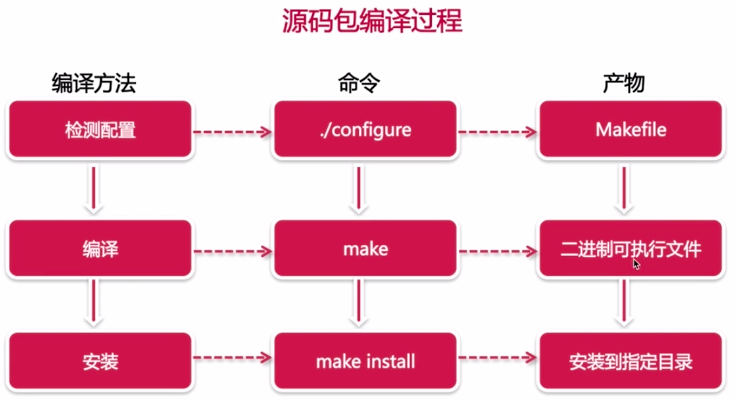 源码包编译过程
编译方法
命令
产物
检测配置
./configure
Makefile
编译
make
二进制可执行文件
安装
make install
安装到指定目录